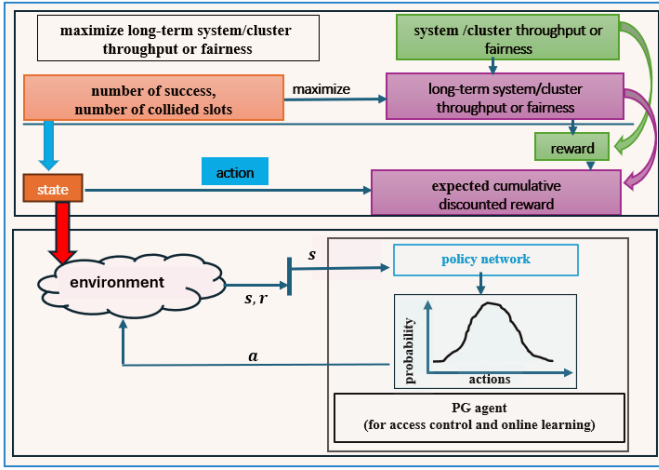 maximize long-term system/cluster
throughput or fairness
system /cluster throughput or
fairness
number of success,
number of collided slots
maximize
long-term system/cluster
throughput or fairness
reward
action
state
expected cumulative
discounted reward
environment
s
s, r
policy network
probability
actions
a
PG agent
(for access control and online learning)